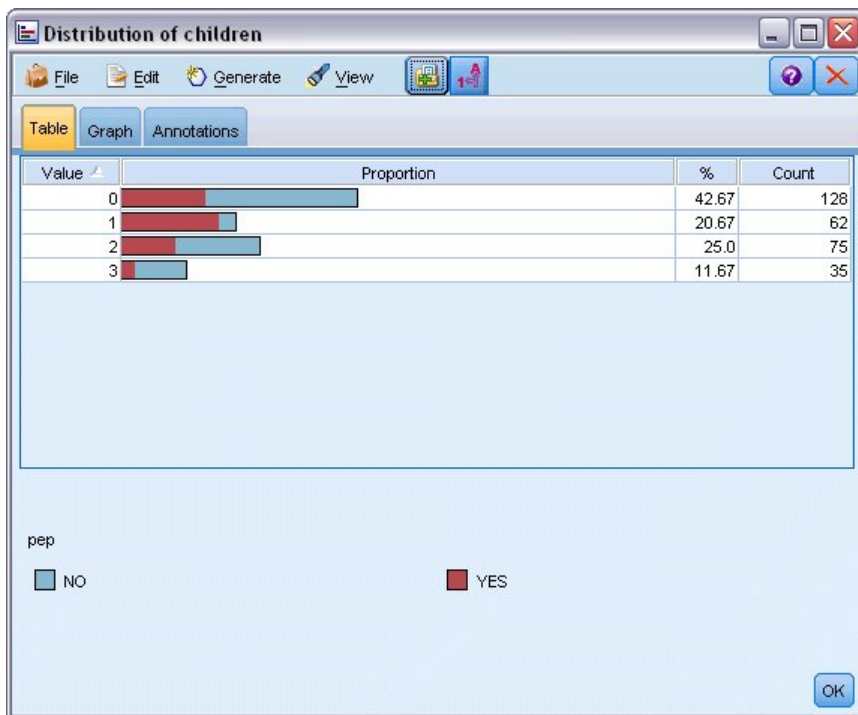 Distribution of children
File Edit Generate View
Table Graph Annotations
Value Proportion % Count
0 42.67 128
1 20.67 62
2 25.0 75
3 11.67 35
pep
NO YES
OK